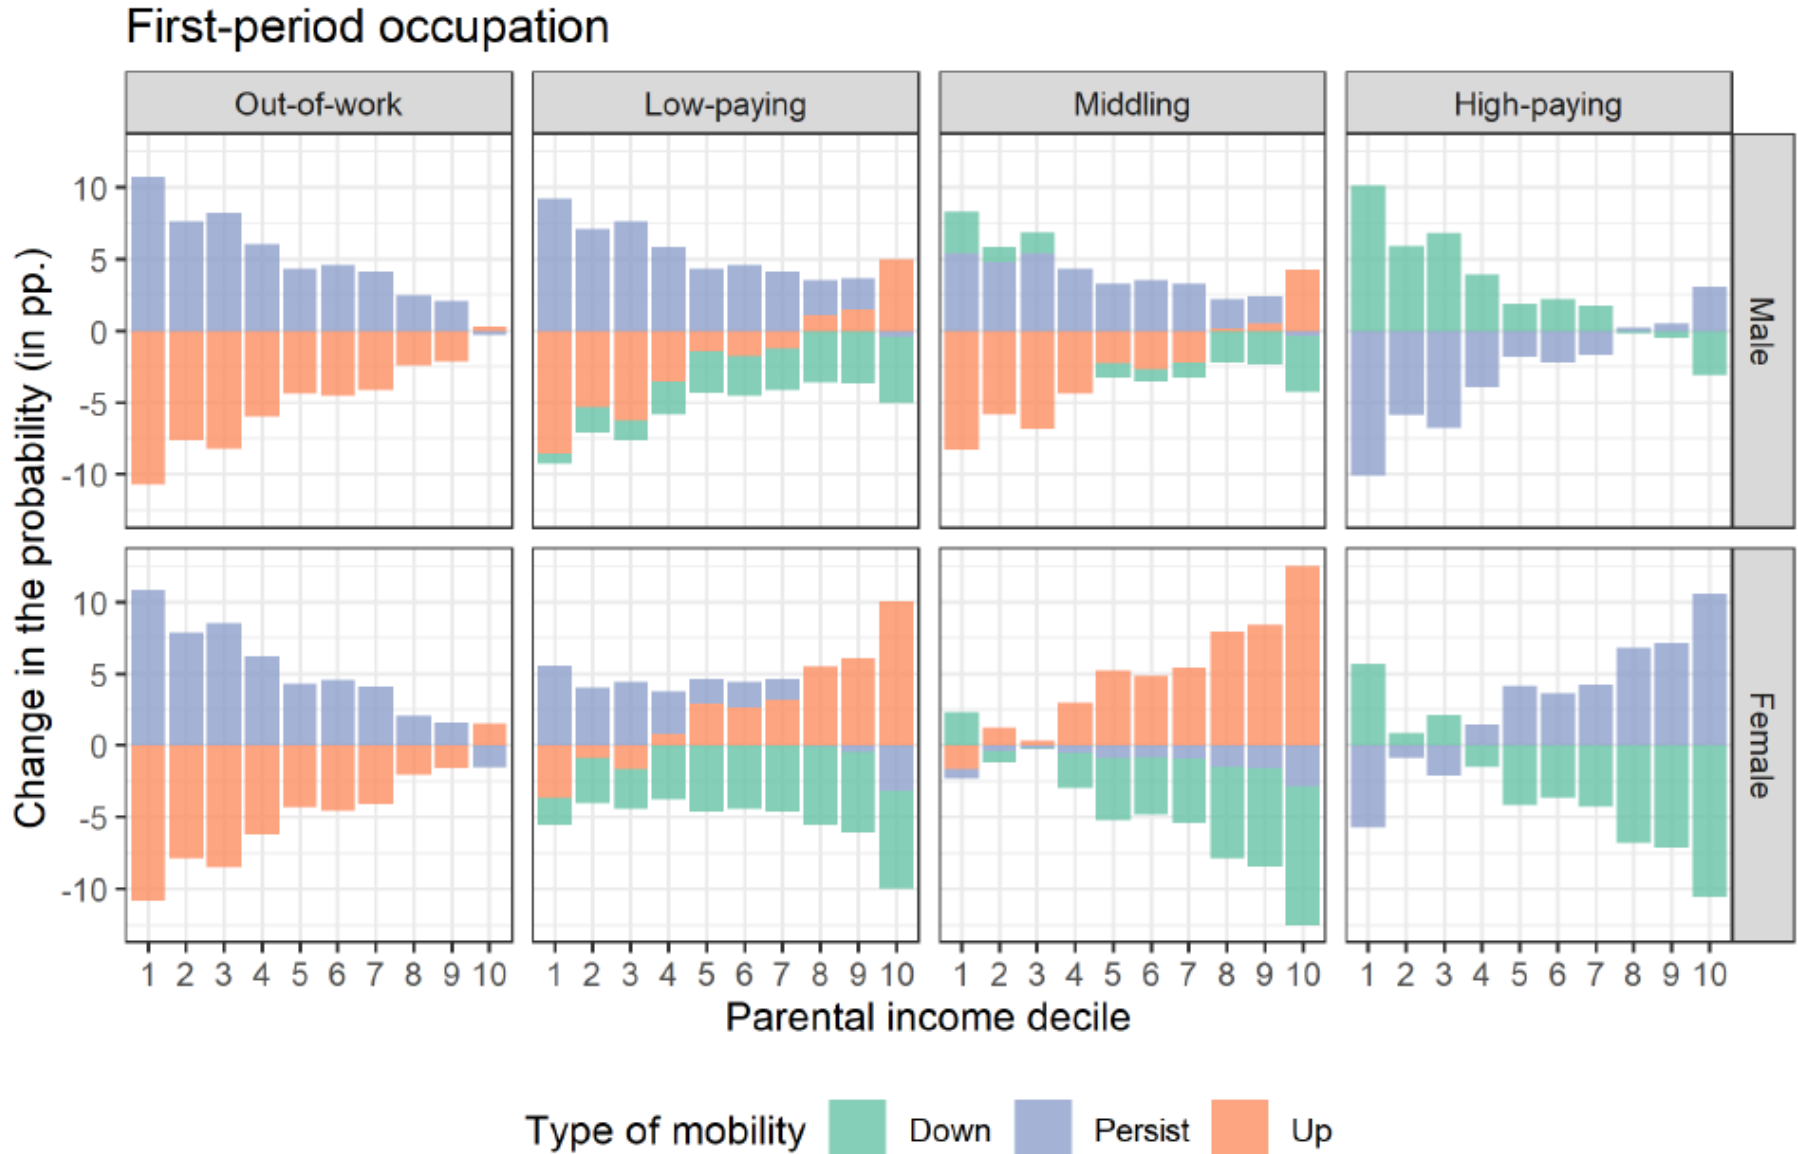 First-period occupation
Out-of-work Low-paying Middling High-paying
Change in the probability (in pp.)
10
5
0
-5
-10
Male
10
5
0
-5
-10
Female
1 2 3 4 5 6 7 8 9 10 1 2 3 4 5 6 7 8 9 10 1 2 3 4 5 6 7 8 9 10 1 2 3 4 5 6 7 8 9 10
Parental income decile
Type of mobility Down Persist Up